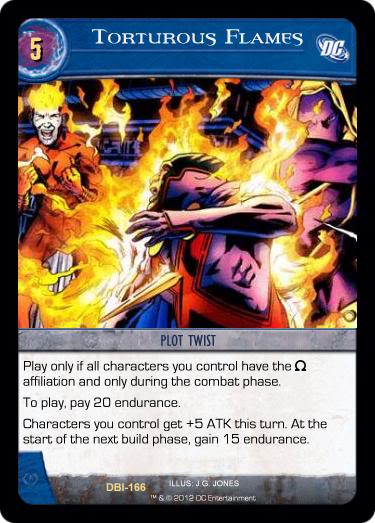 5
TORTUROUS FLAMES
DC
PLOT TWIST
Play only if all characters you control have the Ω
affiliation and only during the combat phase.
To play, pay 20 endurance.
Characters you control get +5 ATK this turn. At the
start of the next build phase, gain 15 endurance.
DBI-166
ILLUS: J.G. JONES
™ & © 2012 DC Entertainment